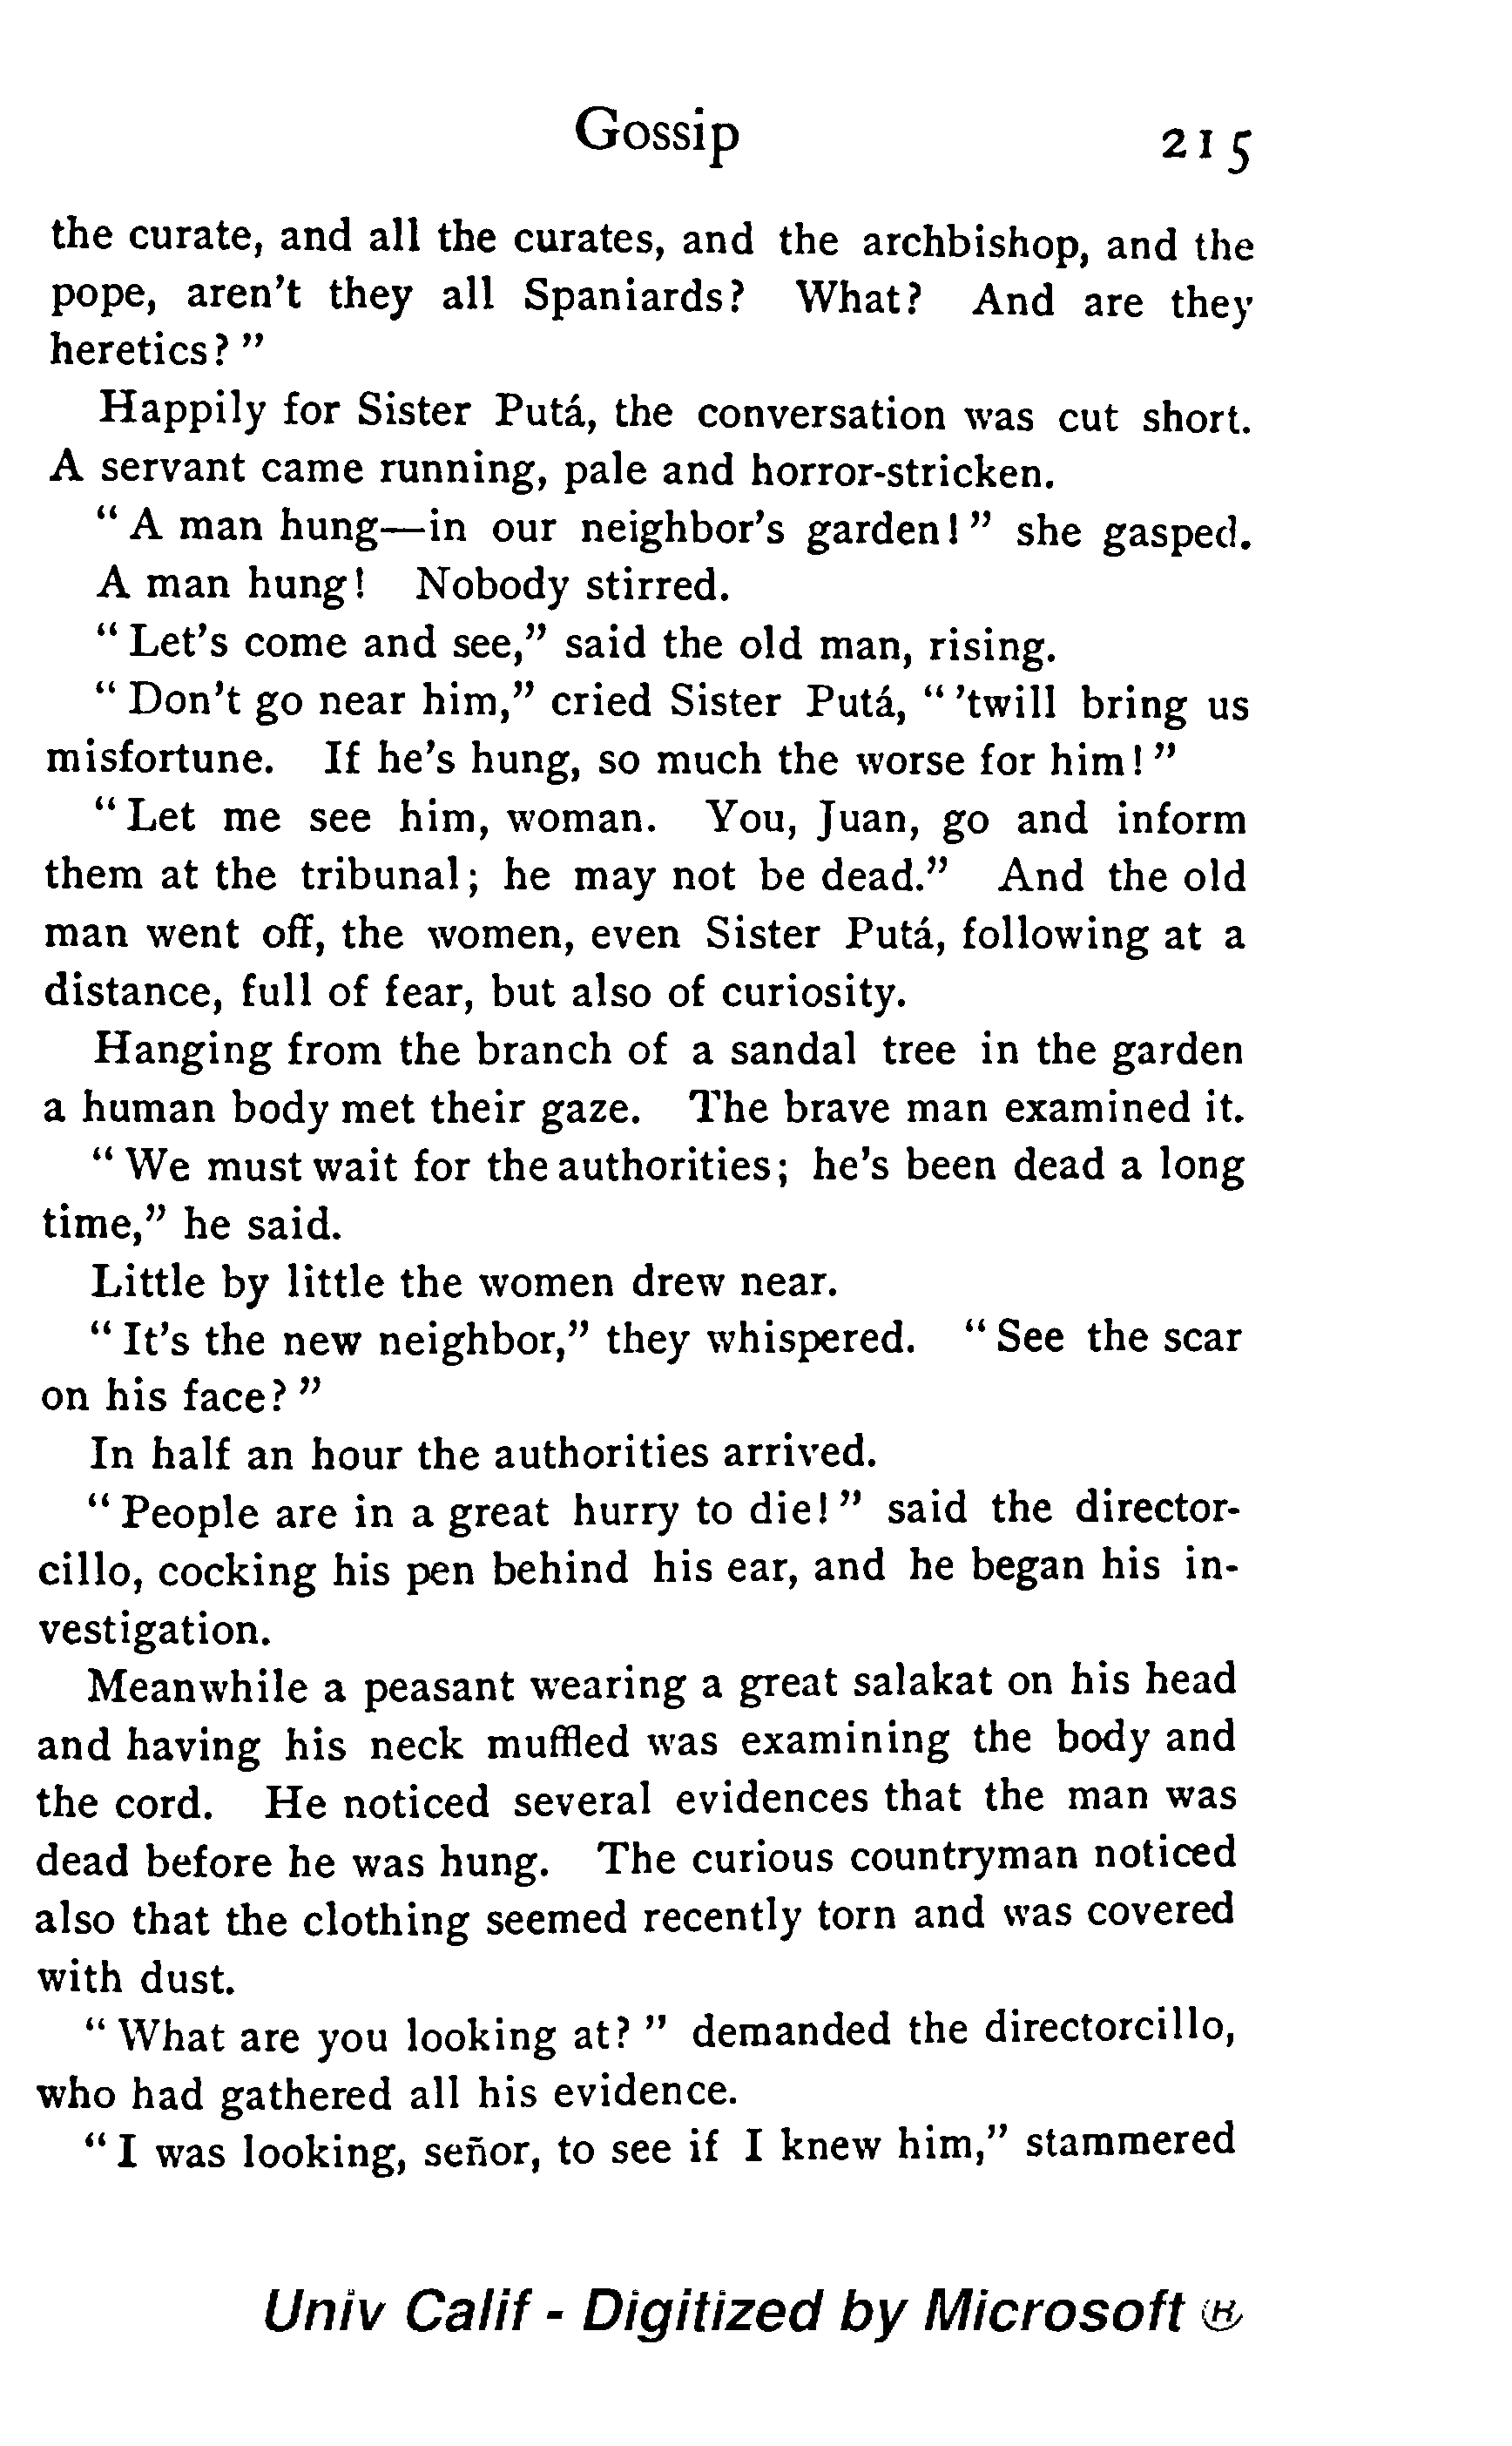 Gossip 215
the curate, and all the curates, and the archbishop, and the
pope, aren't they all Spaniards? What? And are they
heretics?"
Happily for Sister Putá, the conversation was cut short.
A servant came running, pale and horror-stricken.
"A man hung—in our neighbor's garden!" she gasped.
A man hung! Nobody stirred.
"Let's come and see," said the old man, rising.
"Don't go near him," cried Sister Putá, "'twill bring us
misfortune. If he's hung, so much the worse for him!"
"Let me see him, woman. You, Juan, go and inform
them at the tribunal; he may not be dead." And the old
man went off, the women, even Sister Putá, following at a
distance, full of fear, but also of curiosity.
Hanging from the branch of a sandal tree in the garden
a human body met their gaze. The brave man examined it.
"We must wait for the authorities; he's been dead a long
time," he said.
Little by little the women drew near.
"It's the new neighbor," they whispered. "See the scar
on his face?"
In half an hour the authorities arrived.
"People are in a great hurry to die!" said the director-
cillo, cocking his pen behind his ear, and he began his in-
vestigation.
Meanwhile a peasant wearing a great salakat on his head
and having his neck muffled was examining the body and
the cord. He noticed several evidences that the man was
dead before he was hung. The curious countryman noticed
also that the clothing seemed recently torn and was covered
with dust.
"What are you looking at?" demanded the directorcillo,
who had gathered all his evidence.
"I was looking, señor, to see if I knew him," stammered
Univ Calif - Digitized by Microsoft ®